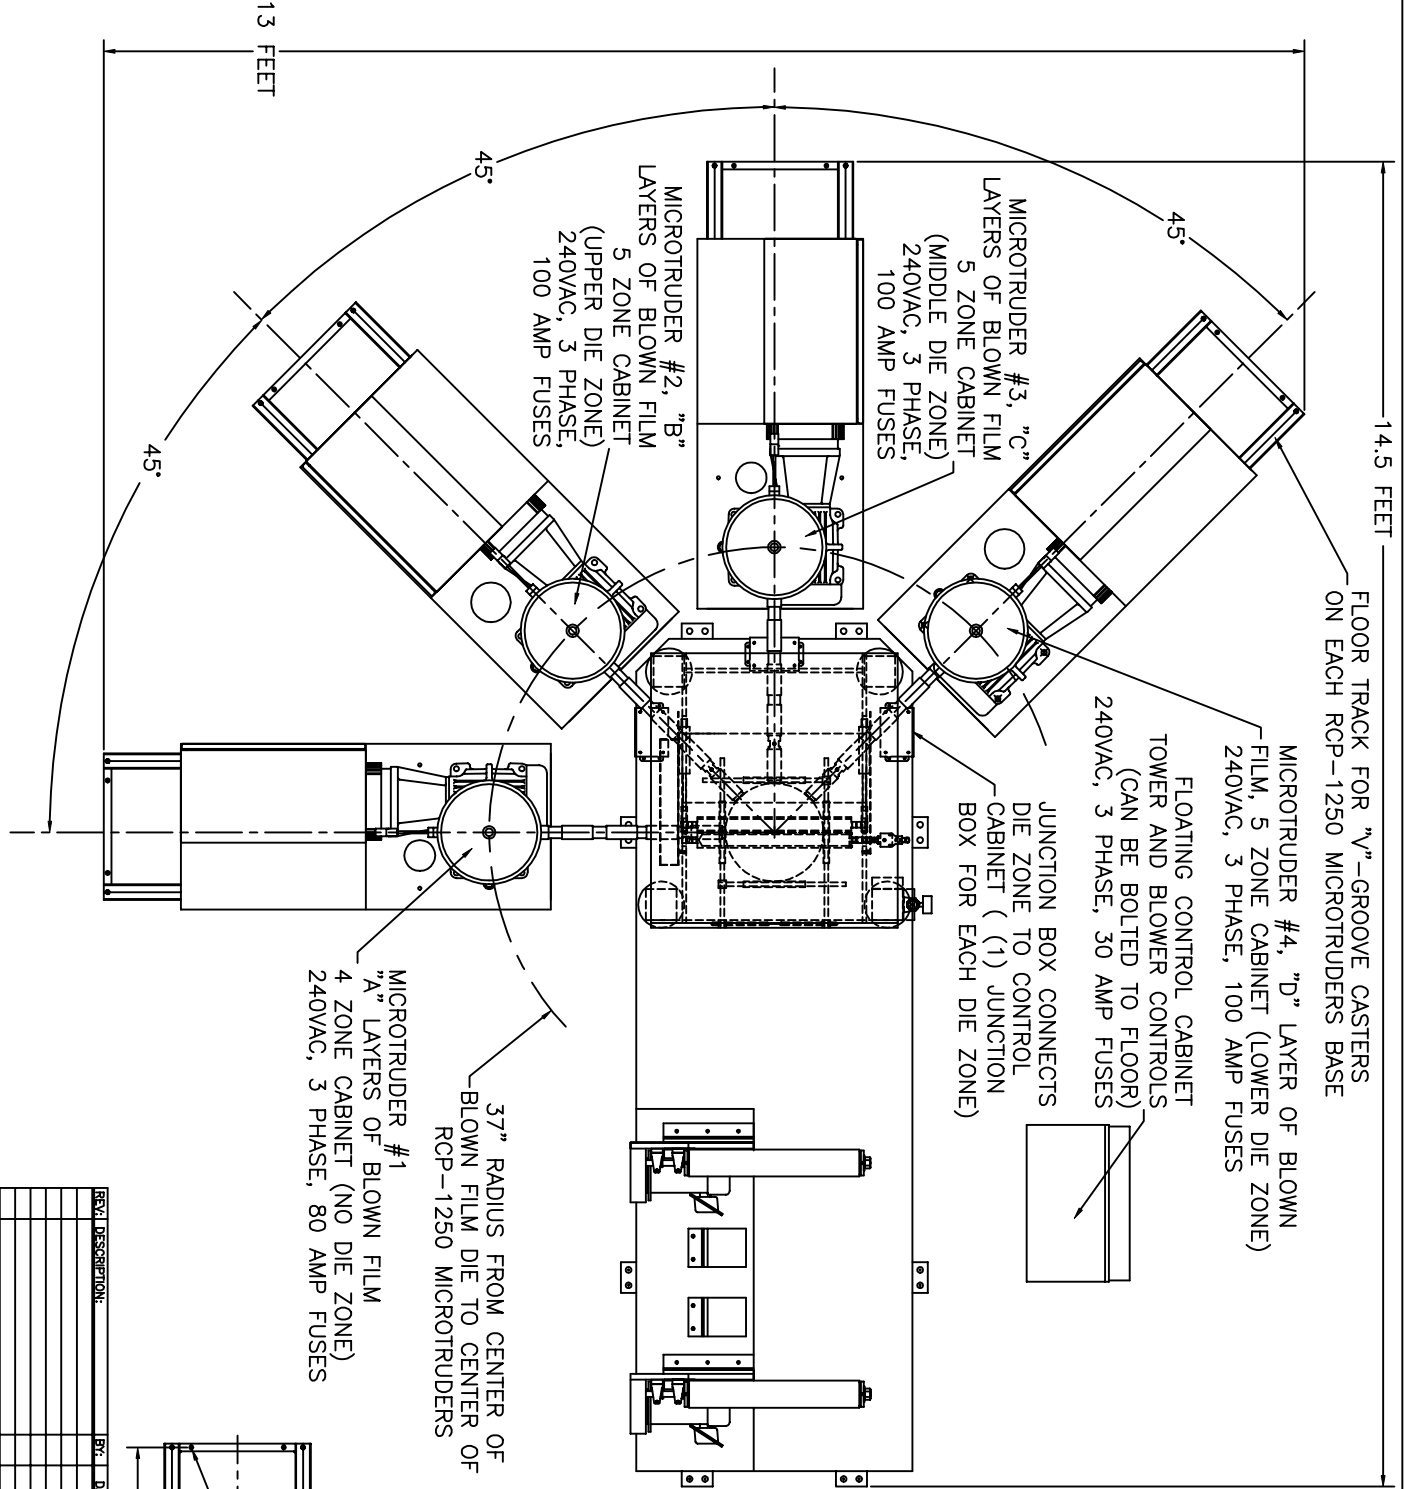 13 FEET
14.5 FEET
45°
45°
45°
FLOOR TRACK FOR "V"-GROOVE CASTERS
ON EACH RCP-1250 MICROTRUDERS BASE
MICROTRUDER #4, "D" LAYER OF BLOWN
FILM, 5 ZONE CABINET (LOWER DIE ZONE)
240VAC, 3 PHASE, 100 AMP FUSES
FLOATING CONTROL CABINET
TOWER AND BLOWER CONTROLS
(CAN BE BOLTED TO FLOOR)
240VAC, 3 PHASE, 30 AMP FUSES
JUNCTION BOX CONNECTS
DIE ZONE TO CONTROL
CABINET ( (1) JUNCTION
BOX FOR EACH DIE ZONE)
MICROTRUDER #3, "C"
LAYERS OF BLOWN FILM
5 ZONE CABINET
(MIDDLE DIE ZONE)
240VAC, 3 PHASE,
100 AMP FUSES
MICROTRUDER #2, "B"
LAYERS OF BLOWN FILM
5 ZONE CABINET
(UPPER DIE ZONE)
240VAC, 3 PHASE,
100 AMP FUSES
37" RADIUS FROM CENTER OF
BLOWN FILM DIE TO CENTER OF
RCP-1250 MICROTRUDERS
MICROTRUDER #1
"A" LAYERS OF BLOWN FILM
4 ZONE CABINET (NO DIE ZONE)
240VAC, 3 PHASE, 80 AMP FUSES
REV: DESCRIPTION: BY: D